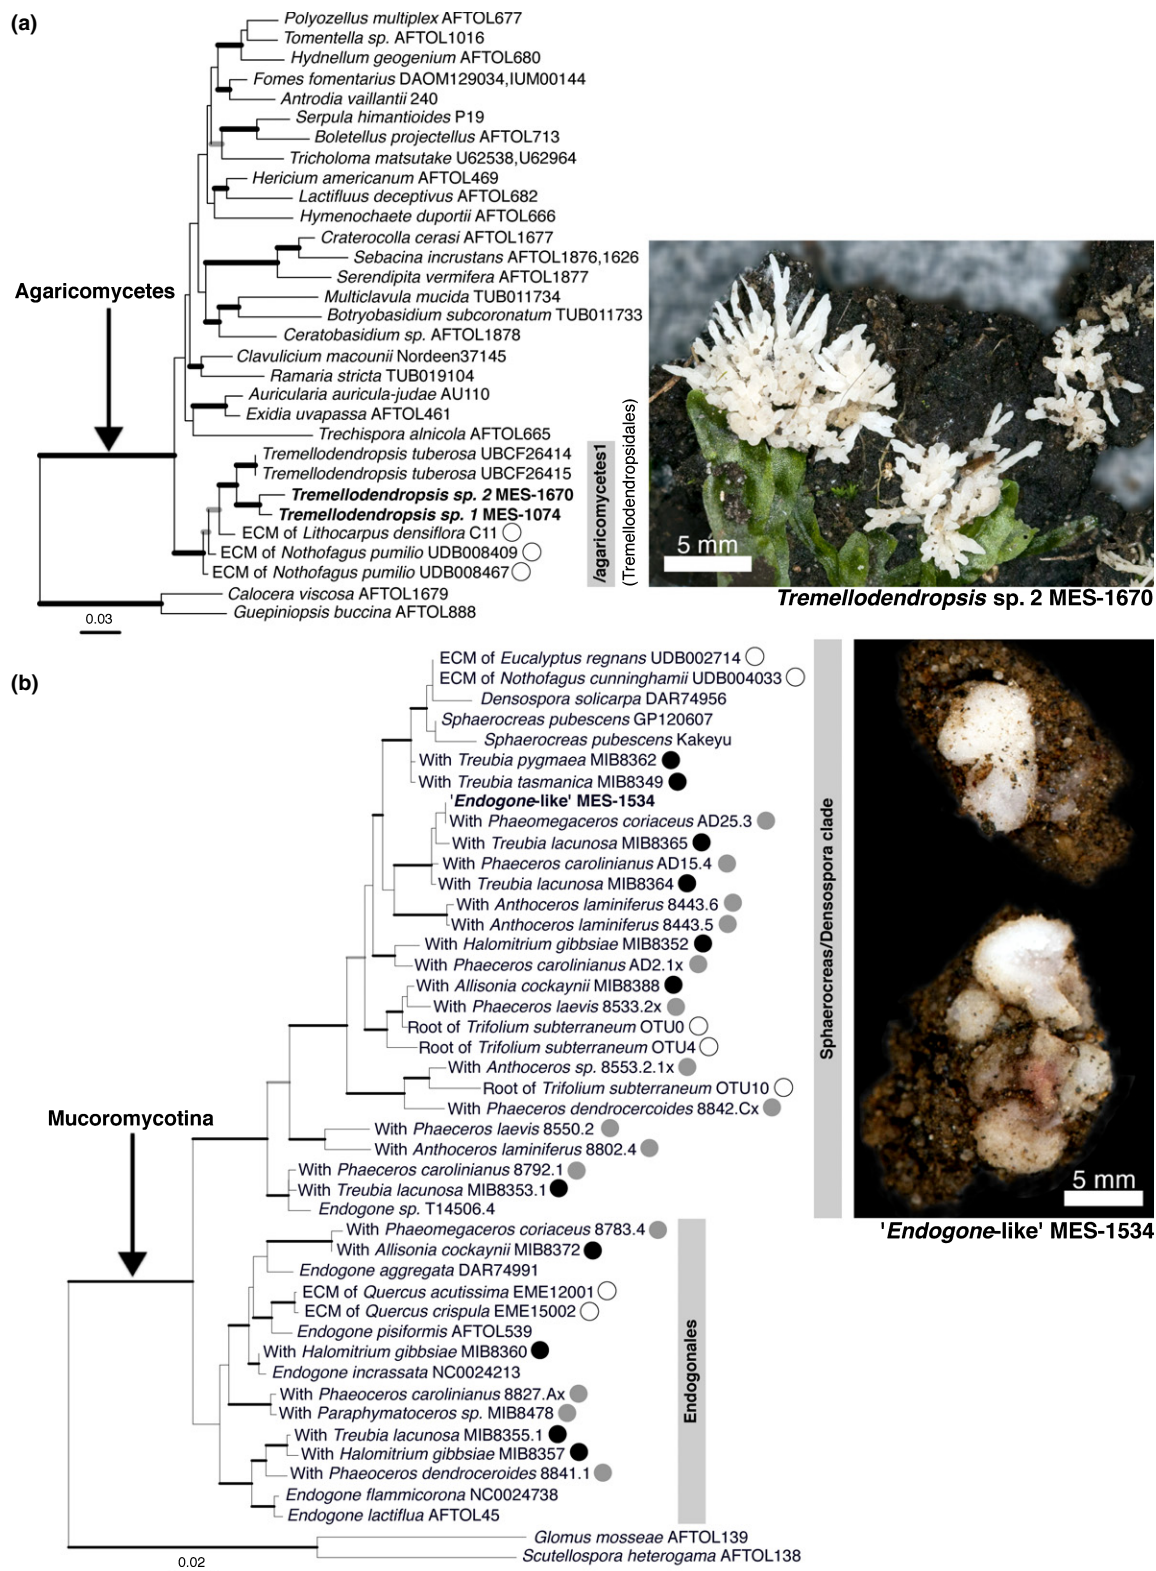 (a)
Polyozellus multiplex AFTOL677
Tomentella sp. AFTOL1016
Hydnellum geogenium AFTOL680
Fomes fomentarius DAOM129034,IUM00144
Antrodia vaillantii 240
Serpula himantioides P19
Boletellus projectellus AFTOL713
Tricholoma matsutake U62538,U62964
Hericium americanum AFTOL469
Lactifluus deceptivus AFTOL682
Hymenochaete duportii AFTOL666
Craterocolla cerasi AFTOL1677
Sebacina incrustans AFTOL1876,1626
Serendipita vermifera AFTOL1877
Agaricomycetes
Multiclavula mucida TUB011734
Botryobasidium subcoronatum TUB011733
Ceratobasidium sp. AFTOL1878
Clavulicium macounii Nordeen37145
Ramaria stricta TUB019104
Auricularia auricula-judae AU110
Exidia uvapassa AFTOL461
Trechispora alnicola AFTOL665
Tremellodendropsis tuberosa UBCF26414
Tremellodendropsis tuberosa UBCF26415
Tremellodendropsis sp. 2 MES-1670
Tremellodendropsis sp. 1 MES-1074
ECM of Lithocarpus densiflora C11
ECM of Nothofagus pumilio UDB008409
ECM of Nothofagus pumilio UDB008467
Calocera viscosa AFTOL1679
Guepiniopsis buccina AFTOL888
0.03
/agaricomycetes1
(Tremellodendropsidales)
5 mm
Tremellodendropsis sp. 2 MES-1670
(b)
ECM of Eucalyptus regnans UDB002714
ECM of Nothofagus cunninghamii UDB004033
Densospora solicarpa DAR74956
Sphaerocreas pubescens GP120607
Sphaerocreas pubescens Kakeyu
With Treubia pygmaea MIB8362
With Treubia tasmanica MIB8349
'Endogone-like' MES-1534
With Phaeomegaceros coriaceus AD25.3
With Treubia lacunosa MIB8365
With Phaeceros carolinianus AD15.4
With Treubia lacunosa MIB8364
With Anthoceros laminiferus 8443.6
With Anthoceros laminiferus 8443.5
With Halomitrium gibbsiae MIB8352
With Phaeceros carolinianus AD2.1x
With Allisonia cockaynii MIB8388
With Phaeceros laevis 8533.2x
Root of Trifolium subterraneum OTU0
Root of Trifolium subterraneum OTU4
With Anthoceros sp. 8553.2.1x
Root of Trifolium subterraneum OTU10
With Phaeceros dendrocercoides 8842.Cx
Mucoromycotina
With Phaeceros laevis 8550.2
With Anthoceros laminiferus 8802.4
With Phaeceros carolinianus 8792.1
With Treubia lacunosa MIB8353.1
Endogone sp. T14506.4
With Phaeomegaceros coriaceus 8783.4
With Allisonia cockaynii MIB8372
Endogone aggregata DAR74991
ECM of Quercus acutissima EME12001
ECM of Quercus crispula EME15002
Endogone pisiformis AFTOL539
With Halomitrium gibbsiae MIB8360
Endogone incrassata NC0024213
With Phaeoceros carolinianus 8827.Ax
With Paraphymatoceros sp. MIB8478
With Treubia lacunosa MIB8355.1
With Halomitrium gibbsiae MIB8357
With Phaeoceros dendroceroides 8841.1
Endogone flammicorona NC0024738
Endogone lactiflua AFTOL45
Glomus mosseae AFTOL139
Scutellospora heterogama AFTOL138
0.02
Sphaerocreas/Densospora clade
Endogonales
5 mm
'Endogone-like' MES-1534